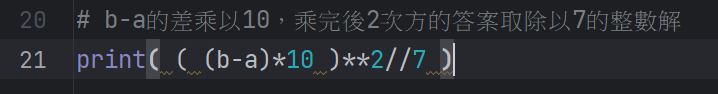 20 # b-a的差乘以10，乘完後2次方的答案取除以7的整數解
21 print( ( (b-a)*10 )**2//7 )